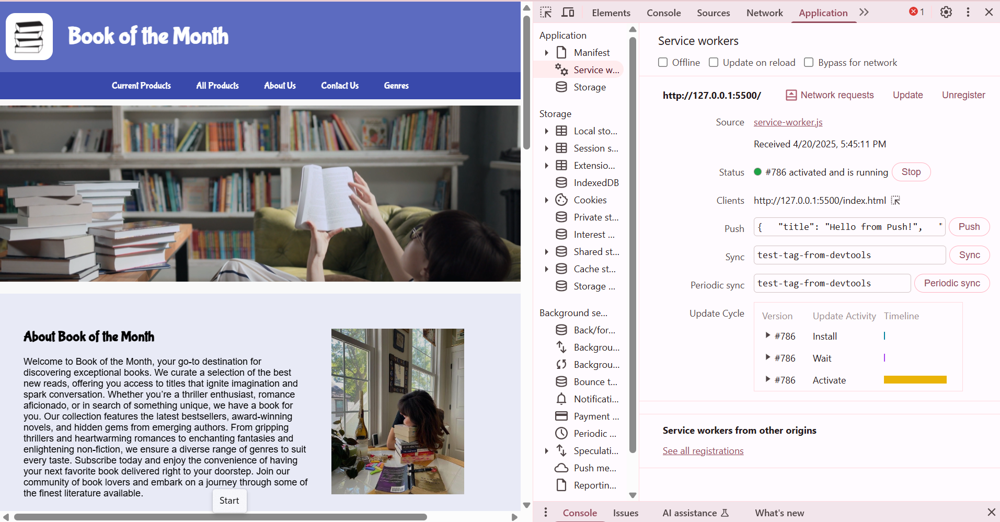 Book of the Month
Current Products
All Products
About Us
Contact Us
Genres
About Book of the Month
Welcome to Book of the Month, your go-to destination for
discovering exceptional books. We curate a selection of the best
new reads, offering you access to titles that ignite imagination and
spark conversation. Whether you’re a thriller enthusiast, romance
aficionado, or in search of something unique, we have a book for
you. Our collection features the latest bestsellers, award-winning
novels, and hidden gems from emerging authors. From gripping
thrillers and heartwarming romances to enchanting fantasies and
enlightening non-fiction, we ensure a diverse range of genres to suit
every taste. Subscribe today and enjoy the convenience of having
your next favorite book delivered right to your doorstep. Join our
community of book lovers and embark on a journey through some of
the finest literature available.
Start
Elements
Console
Sources
Network
Application
1
Application
Manifest
Service w...
Storage
Storage
Local sto...
Session s...
Extensio...
IndexedDB
Cookies
Private st...
Interest ...
Shared st...
Cache st...
Storage ...
Background se...
Back/for...
Backgrou...
Backgrou...
Bounce t...
Notificati...
Payment ...
Periodic ...
Speculati...
Push me...
Reportin...
Service workers
Offline
Update on reload
Bypass for network
http://127.0.0.1:5500/
Network requests
Update
Unregister
Source
service-worker.js
Received 4/20/2025, 5:45:11 PM
Status
#786 activated and is running
Stop
Clients
http://127.0.0.1:5500/index.html
Push
{ "title": "Hello from Push!", "
Push
Sync
test-tag-from-devtools
Sync
Periodic sync
test-tag-from-devtools
Periodic sync
Update Cycle
Version
Update Activity
Timeline
#786
Install
#786
Wait
#786
Activate
Service workers from other origins
See all registrations
Console
Issues
AI assistance
What's new